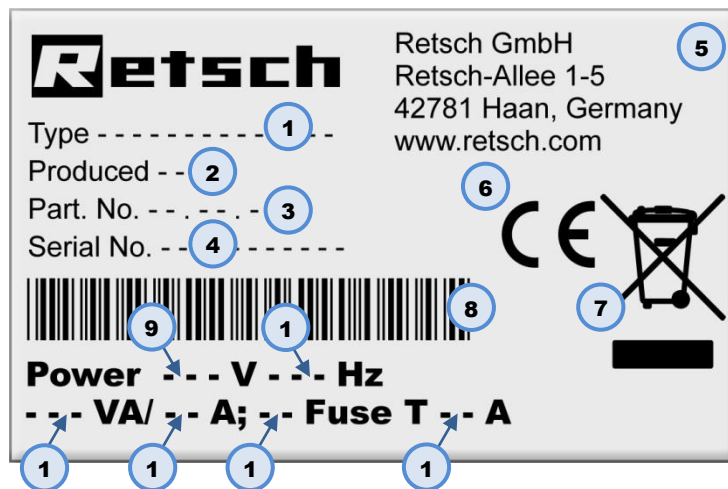 Retsch
Retsch GmbH 5
Retsch-Allee 1-5
42781 Haan, Germany
www.retsch.com
Type - - - - - - - - - - 1 - -
Produced - - 2
Part. No. - - . - - . - 3
Serial No. - - 4 - - - - - - -
6
CE
7
8
9 1
Power - - - V - - - Hz
- - - VA/ - - A; - - Fuse T - - A
1 1 1 1